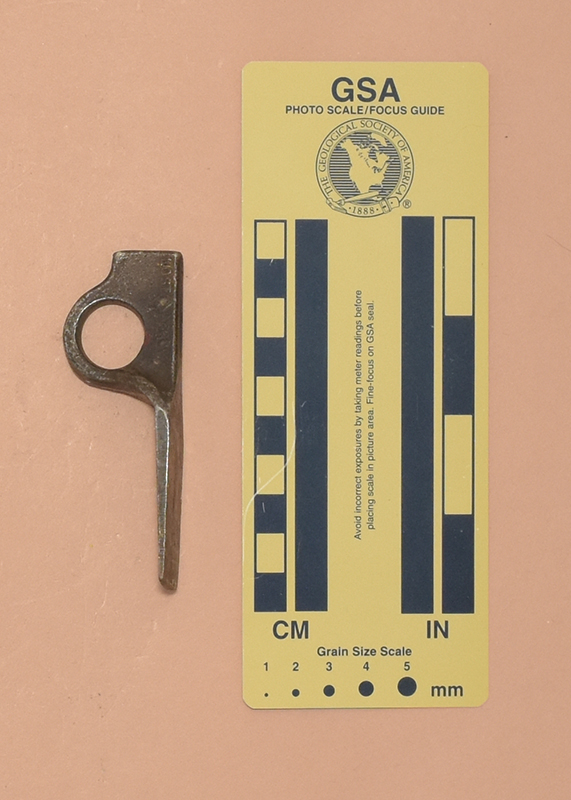 GSA
PHOTO SCALE/FOCUS GUIDE
THE GEOLOGICAL SOCIETY OF AMERICA
·1888·
®
Avoid incorrect exposures by taking meter readings before
placing scale in picture area. Fine-focus on GSA seal.
CM IN
Grain Size Scale
1 2 3 4 5
mm